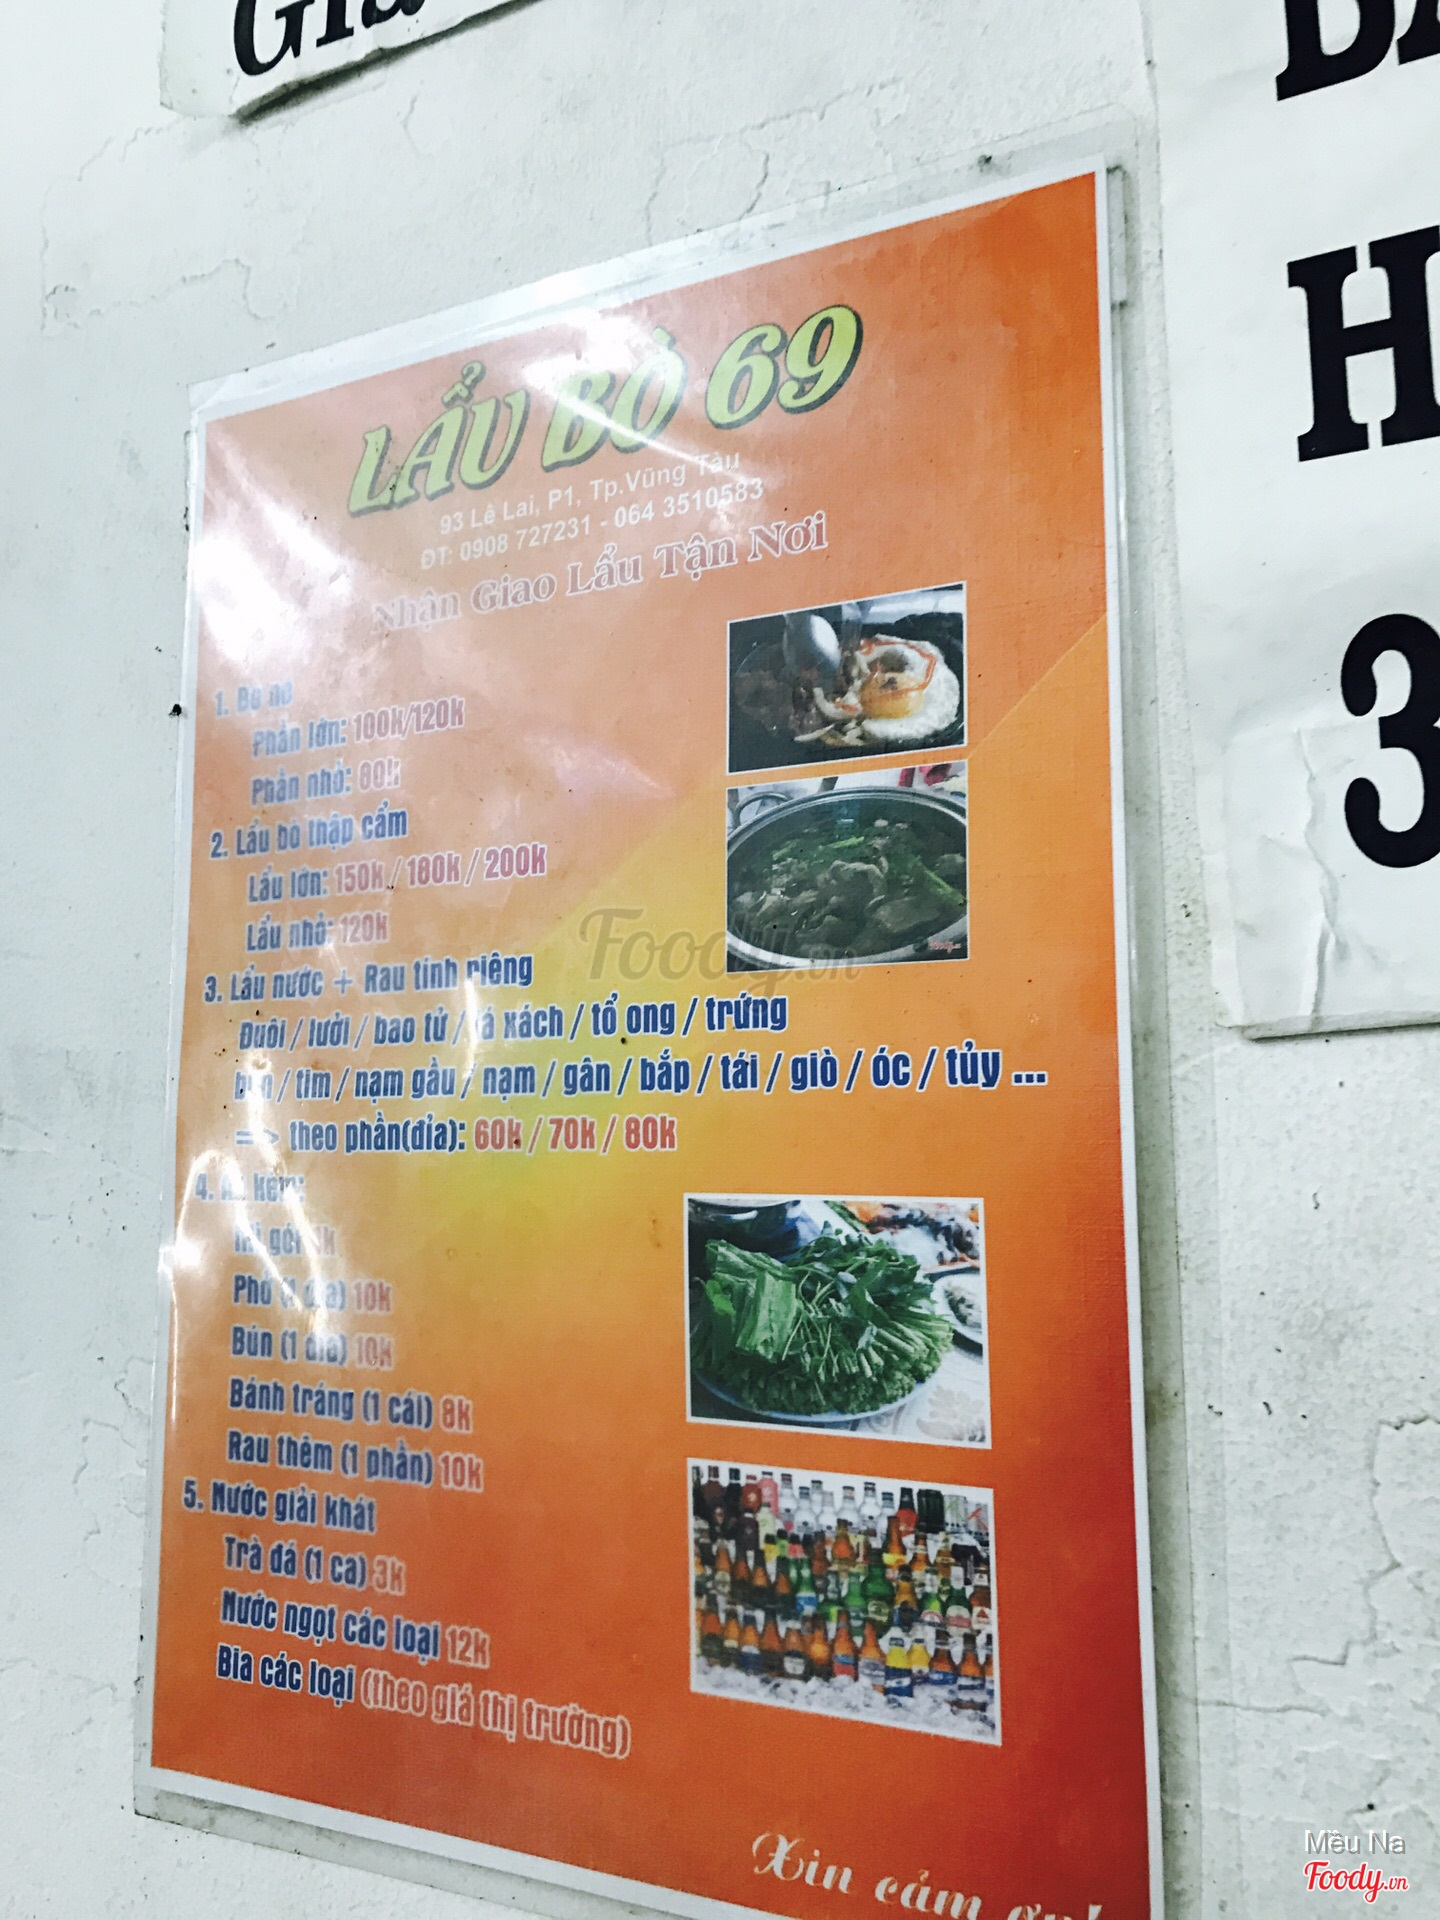 LẨU BÒ 69
93 Lê Lai, P1, Tp.Vũng Tàu
ĐT: 0908 727231 - 064 3510583
Nhận Giao Lẩu Tận Nơi
1. Bò né
Phần lớn: 100k/120k
Phần nhỏ: 80k
2. Lẩu bò thập cẩm
Lẩu lớn: 150k / 180k / 200k
Lẩu nhỏ: 120k
3. Lẩu nước + Rau tính riêng
Đuôi / lưỡi / bao tử / lá xách / tổ ong / trứng
/ tim / nạm gầu / nạm / gân / bắp / tái / giò / óc / tủy ...
=> theo phần(đĩa): 60k / 70k / 80k
4. Ăn kèm:
Mì gói
Phở (1 đĩa) 10k
Bún (1 đĩa) 10k
Bánh tráng (1 cái) 8k
Rau thêm (1 phần) 10k
5. Nước giải khát
Trà đá (1 ca) 3k
Nước ngọt các loại 12k
Bia các loại (theo giá thị trường)
Xin cảm ơn!
H
3
Foody.vn
Mều Na
Foody.vn